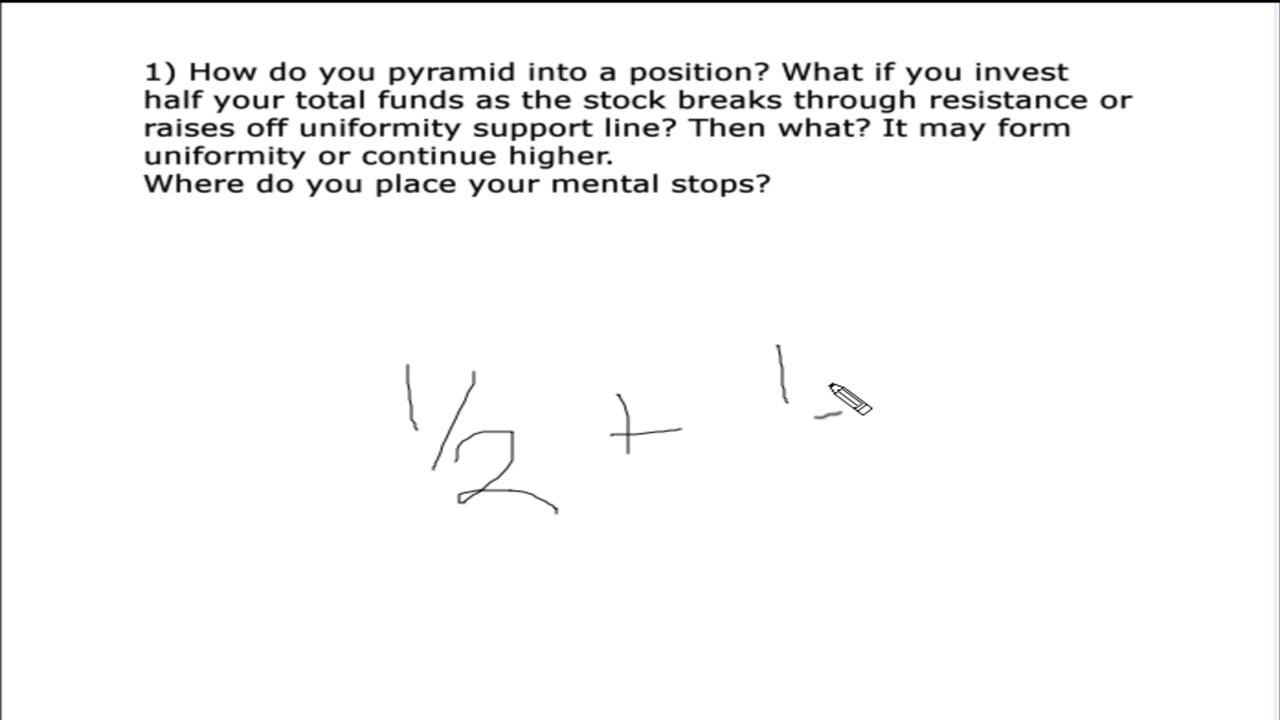 1) How do you pyramid into a position? What if you invest
half your total funds as the stock breaks through resistance or
raises off uniformity support line? Then what? It may form
uniformity or continue higher.
Where do you place your mental stops?
1/2 + 1